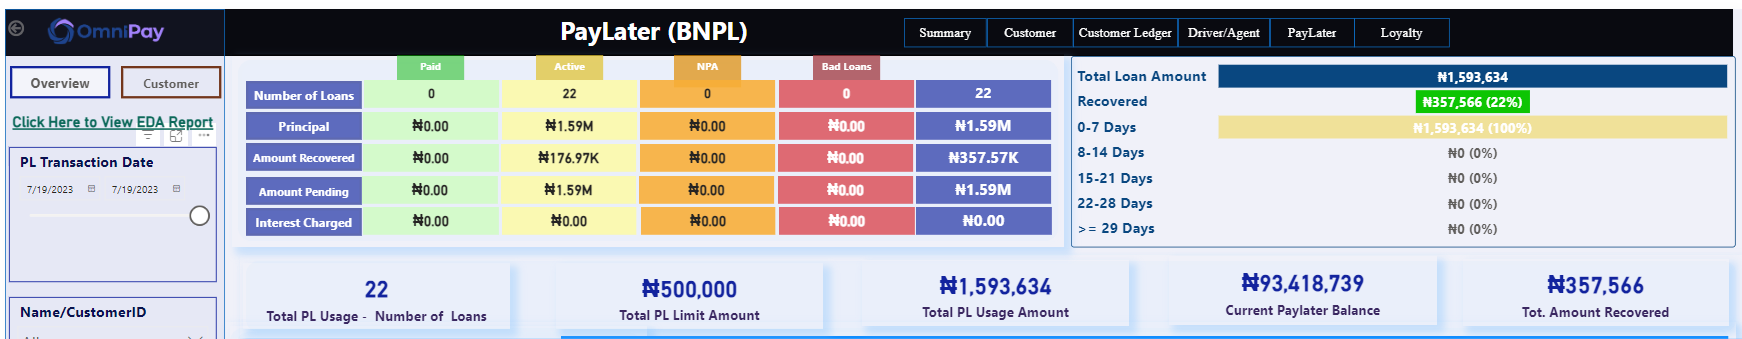 OmniPay
PayLater (BNPL)
Summary Customer Customer Ledger Driver/Agent PayLater Loyalty
Overview Customer
Click Here to View EDA Report
PL Transaction Date
7/19/2023 7/19/2023
Name/CustomerID
Paid Active NPA Bad Loans
Number of Loans 0 22 0 0 22
Principal ₦0.00 ₦1.59M ₦0.00 ₦0.00 ₦1.59M
Amount Recovered ₦0.00 ₦176.97K ₦0.00 ₦0.00 ₦357.57K
Amount Pending ₦0.00 ₦1.59M ₦0.00 ₦0.00 ₦1.59M
Interest Charged ₦0.00 ₦0.00 ₦0.00 ₦0.00 ₦0.00
Total Loan Amount ₦1,593,634
Recovered ₦357,566 (22%)
0-7 Days ₦1,593,634 (100%)
8-14 Days ₦0 (0%)
15-21 Days ₦0 (0%)
22-28 Days ₦0 (0%)
>= 29 Days ₦0 (0%)
22
Total PL Usage - Number of Loans
₦500,000
Total PL Limit Amount
₦1,593,634
Total PL Usage Amount
₦93,418,739
Current Paylater Balance
₦357,566
Tot. Amount Recovered